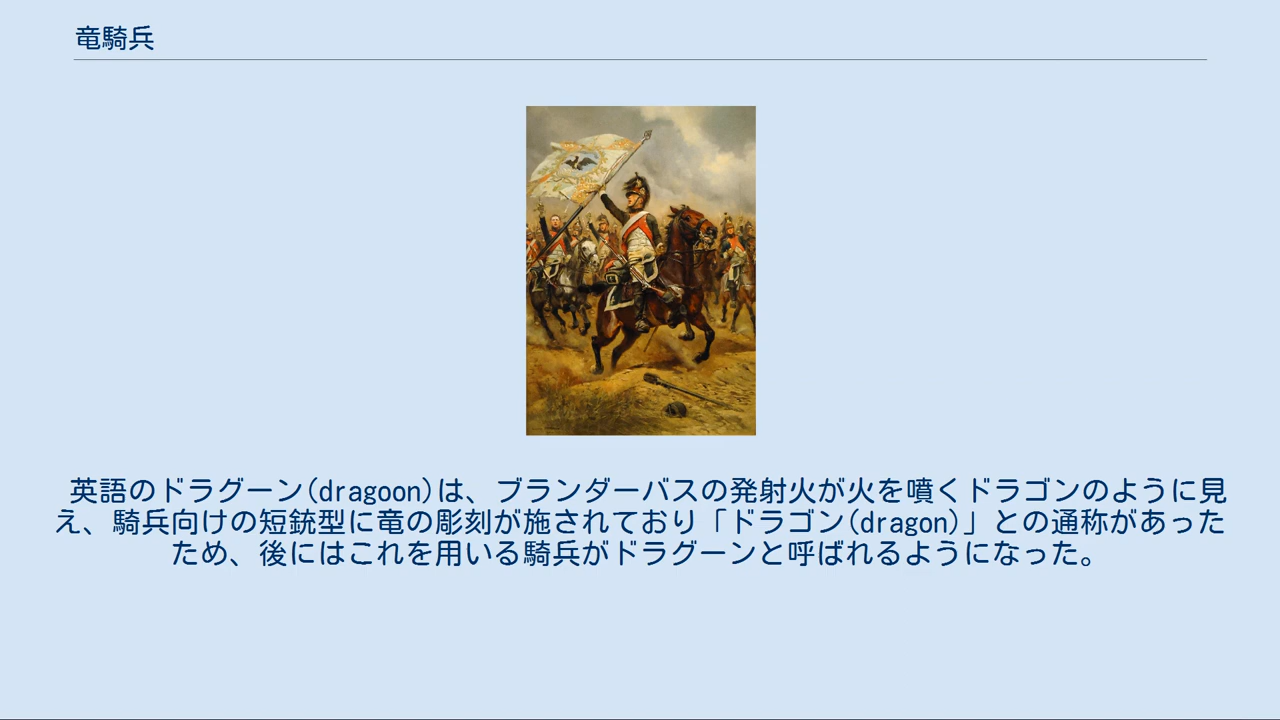 竜騎兵
英語のドラグーン(dragoon)は、ブランダーバスの発射火が火を噴くドラゴンのように見
え、騎兵向けの短銃型に竜の彫刻が施されており「ドラゴン(dragon)」との通称があった
ため、後にはこれを用いる騎兵がドラグーンと呼ばれるようになった。